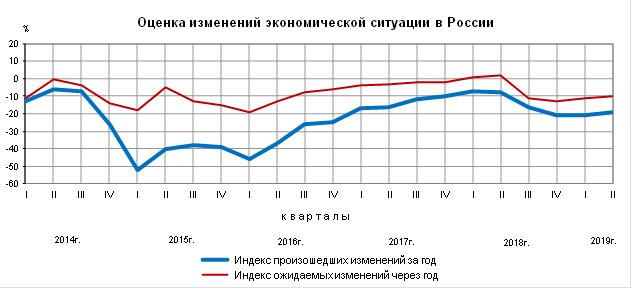 Оценка изменений экономической ситуации в России
%
20
10
0
-10
-20
-30
-40
-50
-60
I II III IV I II III IV I II III IV I II III IV I II III IV I II
кварталы
2014г. 2015г. 2016г. 2017г. 2018г. 2019г.
Индекс произошедших изменений за год
Индекс ожидаемых изменений через год